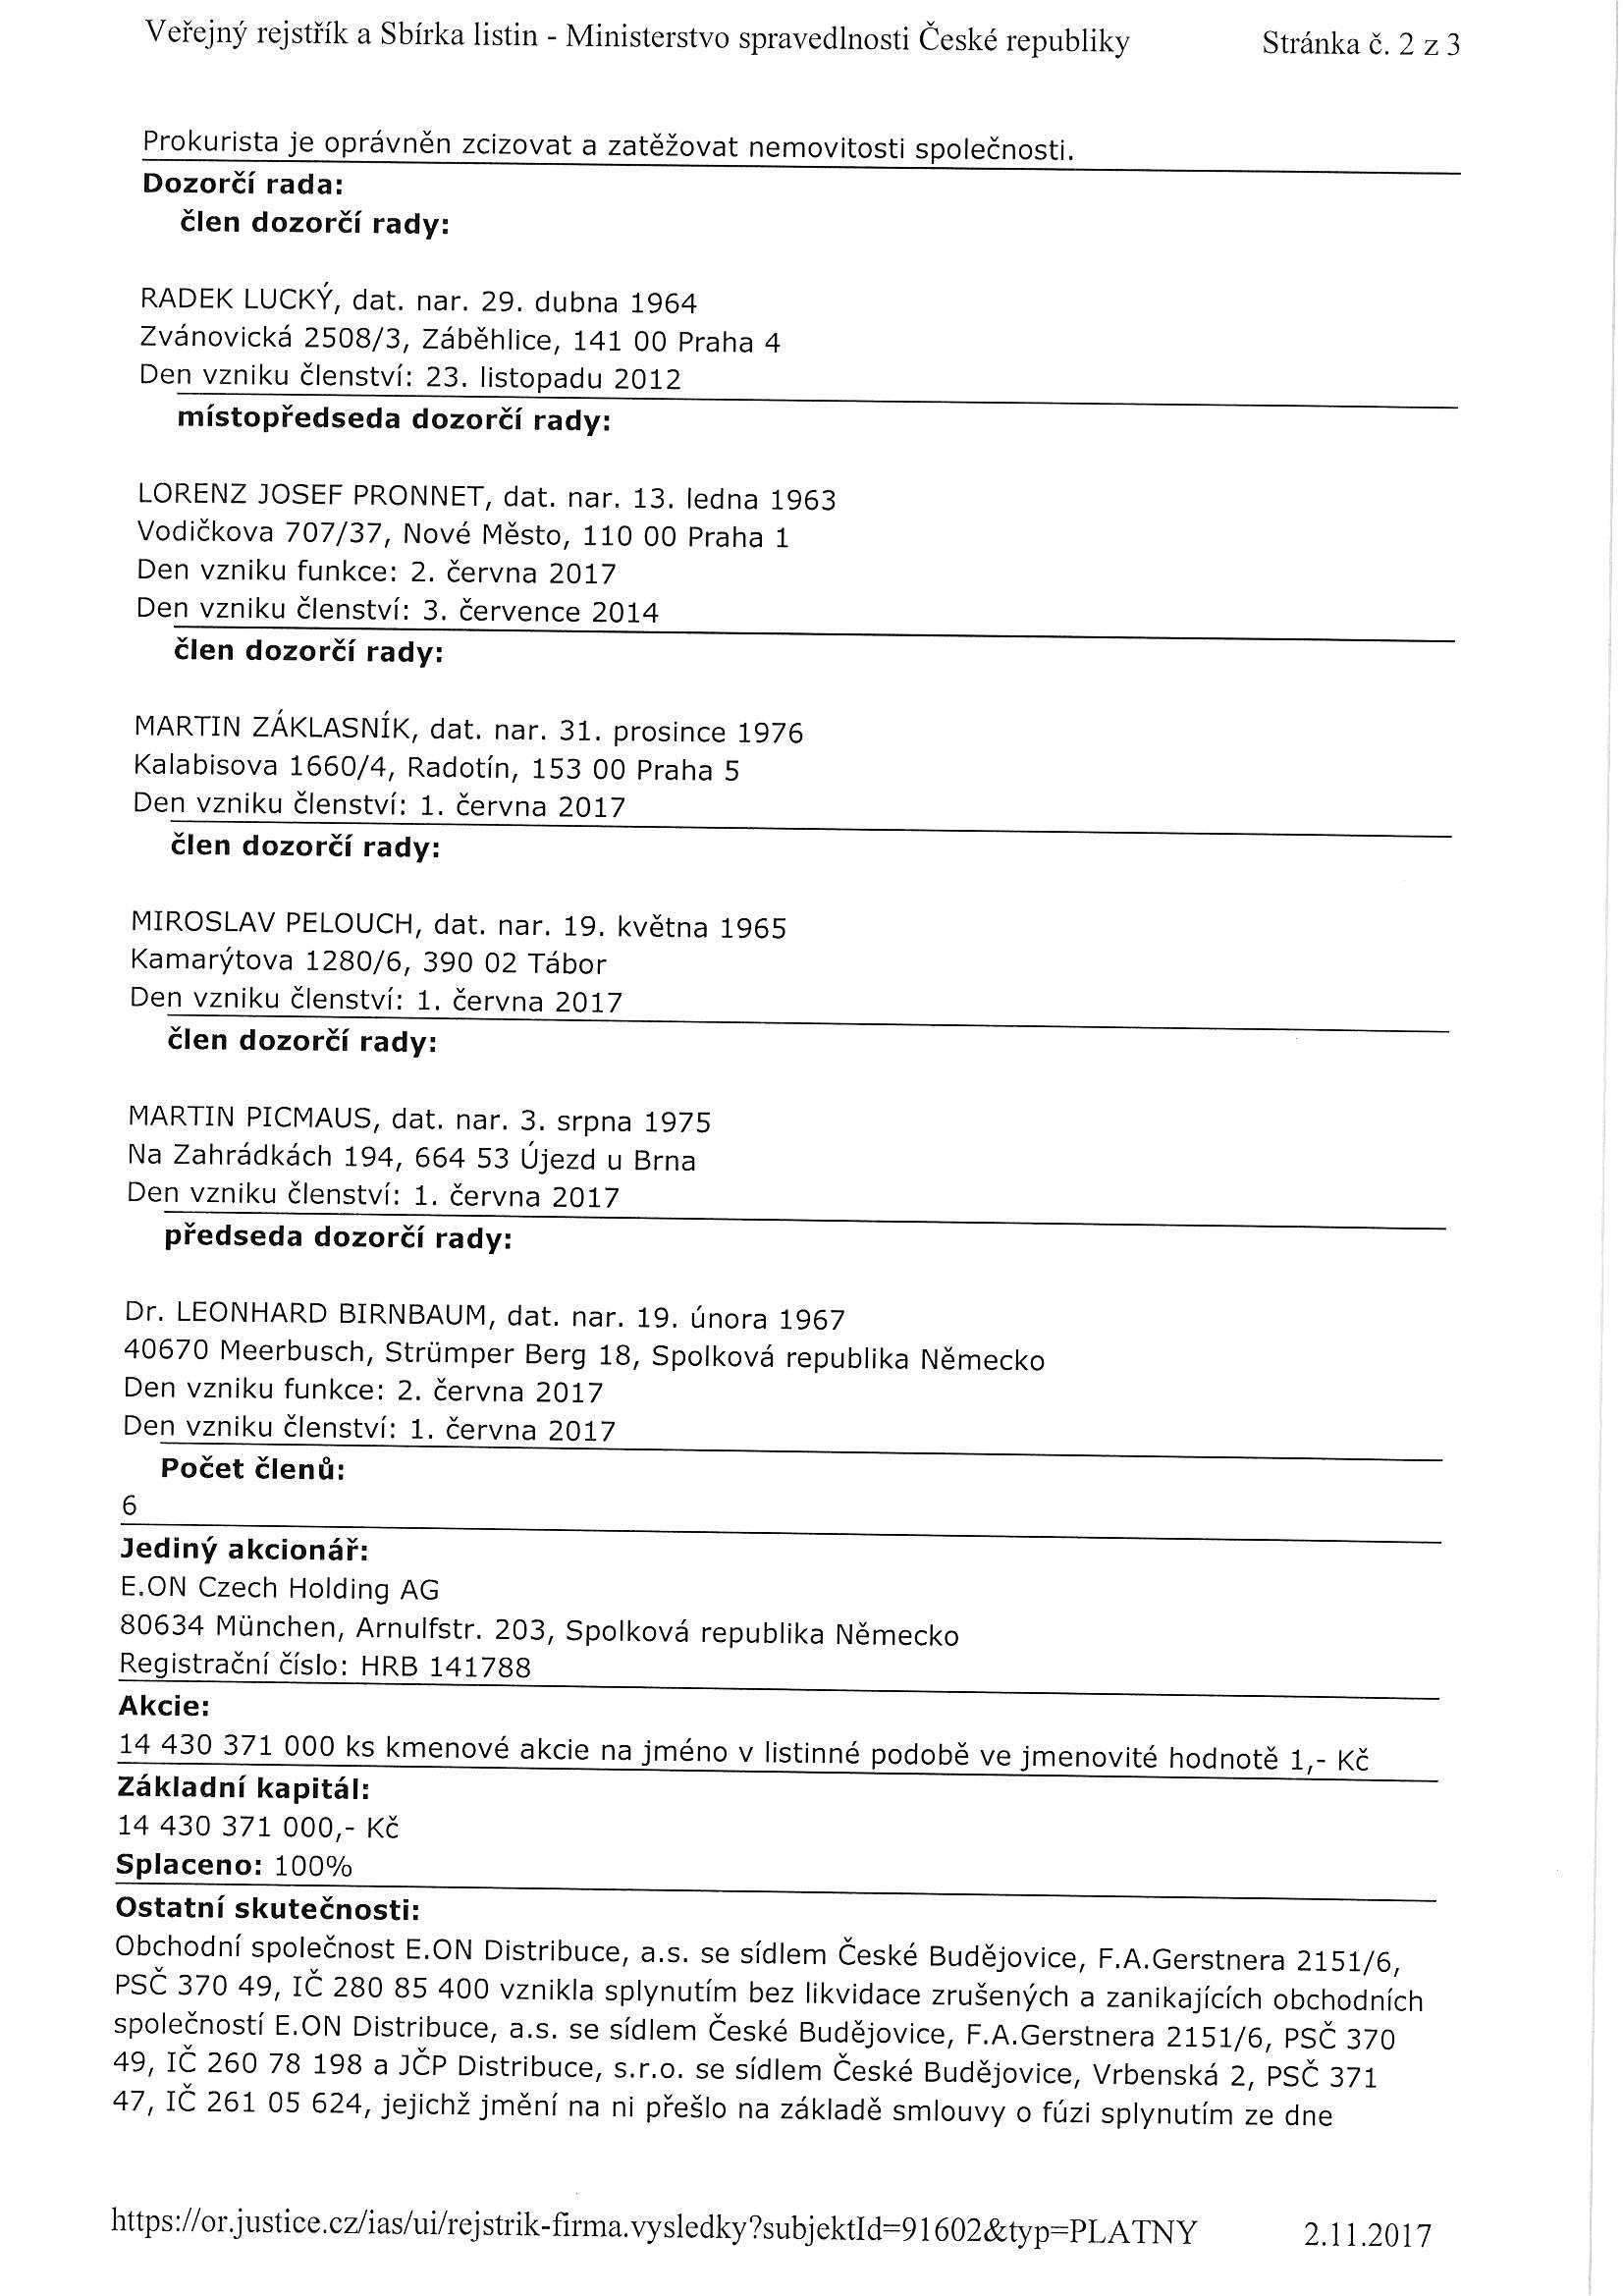 Veřejný rejstřík a Sbírka listin - Ministerstvo spravedlnosti České republiky Stránka č. 2 z 3
Prokurista je oprávněn zcizovat a zatěžovat nemovitosti společnosti.
Dozorčí rada:
člen dozorčí rady:
RADEK LUCKÝ, dat. nar. 29. dubna 1964
Zvánovická 2508/3, Záběhlice, 141 00 Praha 4
Den vzniku členství: 23. listopadu 2012
místopředseda dozorčí rady:
LORENZ JOSEF PRONNET, dat. nar. 13. ledna 1963
Vodičkova 707/37, Nové Město, 110 00 Praha 1
Den vzniku funkce: 2. června 2017
Den vzniku členství: 3. července 2014
člen dozorčí rady:
MARTIN ZÁKLASNÍK, dat. nar. 31. prosince 1976
Kalabisova 1660/4, Radotín, 153 00 Praha 5
Den vzniku členství: 1. června 2017
člen dozorčí rady:
MIROSLAV PELOUCH, dat. nar. 19. května 1965
Kamarýtova 1280/6, 390 02 Tábor
Den vzniku členství: 1. června 2017
člen dozorčí rady:
MARTIN PICMAUS, dat. nar. 3. srpna 1975
Na Zahrádkách 194, 664 53 Újezd u Brna
Den vzniku členství: 1. června 2017
předseda dozorčí rady:
Dr. LEONHARD BIRNBAUM, dat. nar. 19. února 1967
40670 Meerbusch, Strümper Berg 18, Spolková republika Německo
Den vzniku funkce: 2. června 2017
Den vzniku členství: 1. června 2017
Počet členů:
6
Jediný akcionář:
E.ON Czech Holding AG
80634 München, Arnulfstr. 203, Spolková republika Německo
Registrační číslo: HRB 141788
Akcie:
14 430 371 000 ks kmenové akcie na jméno v listinné podobě ve jmenovité hodnotě 1,- Kč
Základní kapitál:
14 430 371 000,- Kč
Splaceno: 100%
Ostatní skutečnosti:
Obchodní společnost E.ON Distribuce, a.s. se sídlem České Budějovice, F.A.Gerstnera 2151/6,
PSČ 370 49, IČ 280 85 400 vznikla splynutím bez likvidace zrušených a zanikajících obchodních
společností E.ON Distribuce, a.s. se sídlem České Budějovice, F.A.Gerstnera 2151/6, PSČ 370
49, IČ 260 78 198 a JČP Distribuce, s.r.o. se sídlem České Budějovice, Vrbenská 2, PSČ 371
47, IČ 261 05 624, jejichž jmění na ni přešlo na základě smlouvy o fúzi splynutím ze dne
https://or.justice.cz/ias/ui/rejstrik-firma.vysledky?subjektId=91602&typ=PLATNY 2.11.2017